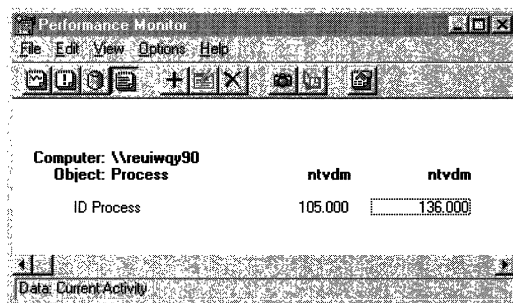 Performance Monitor
File Edit View Options Help
Computer: \\reuiwqy90
Object: Process ntvdm ntvdm
ID Process 105.000 136.000
Data: Current Activity